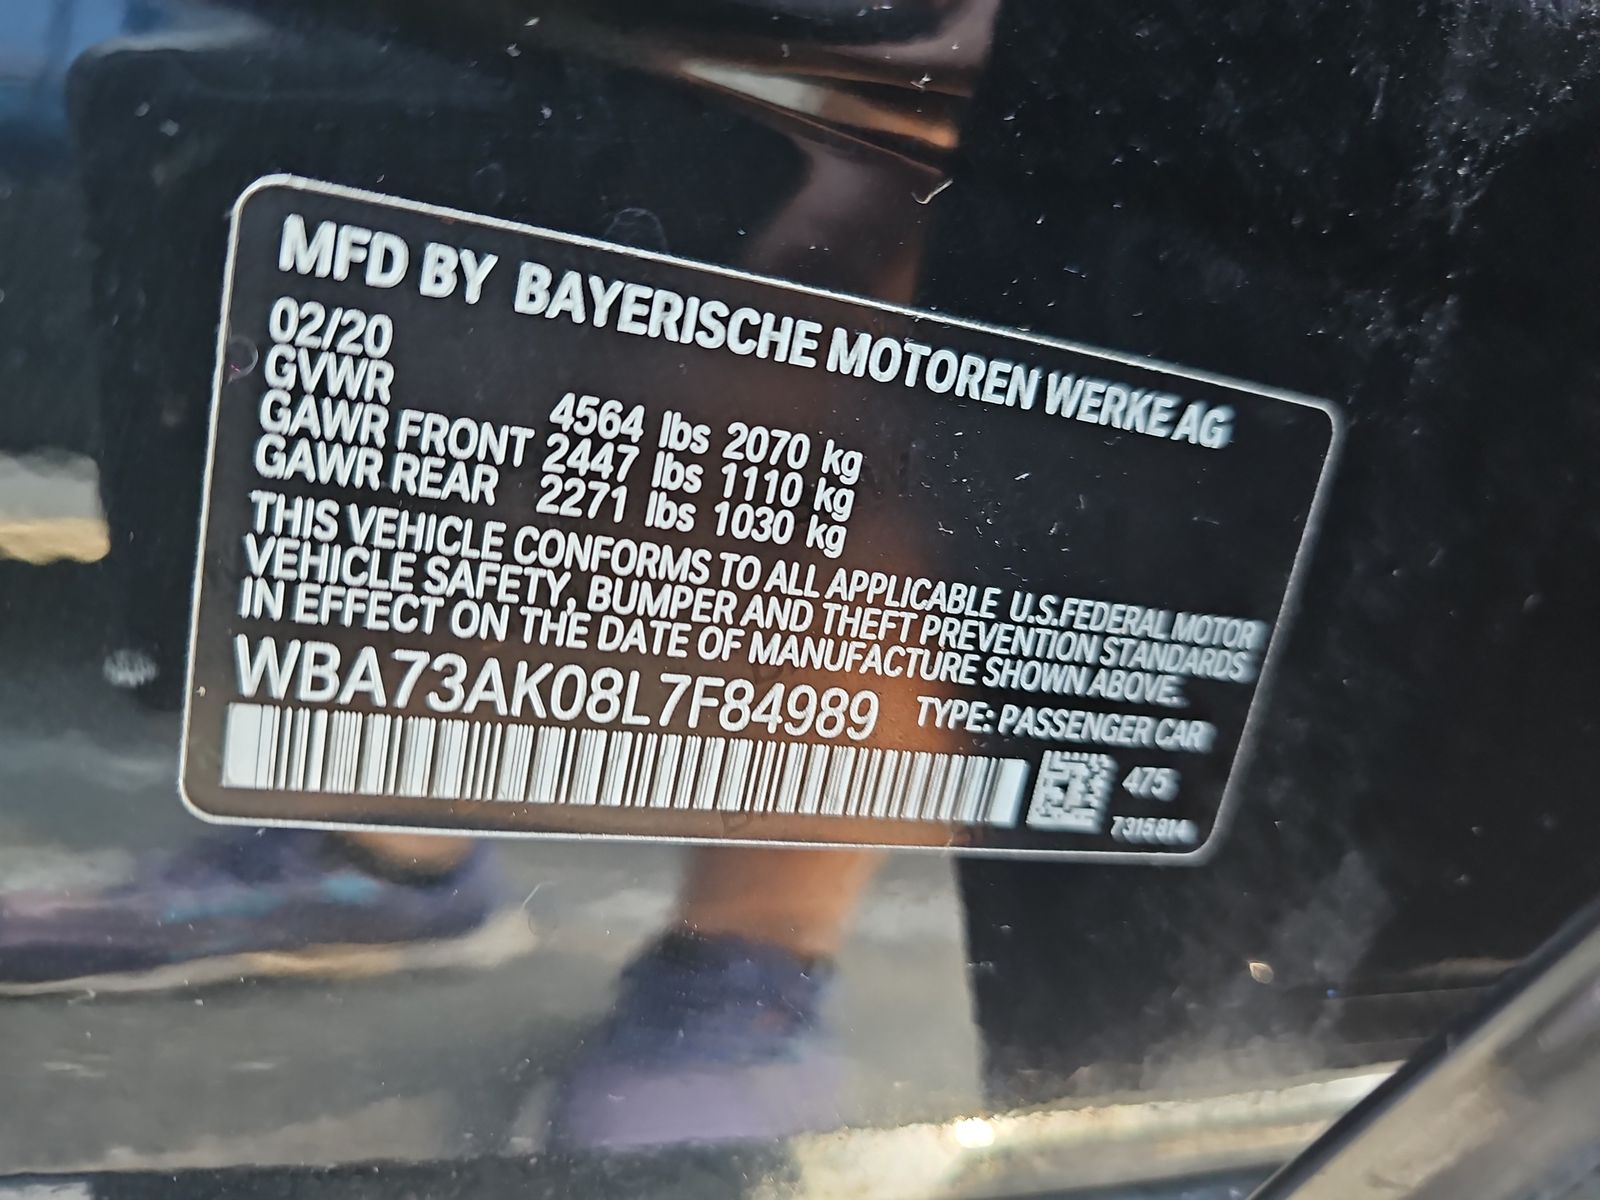 MFD BY BAYERISCHE MOTOREN WERKE AG
02/20
GVWR 4564 lbs 2070 kg
GAWR FRONT 2447 lbs 1110 kg
GAWR REAR 2271 lbs 1030 kg
THIS VEHICLE CONFORMS TO ALL APPLICABLE U.S.FEDERAL MOTOR
VEHICLE SAFETY, BUMPER AND THEFT PREVENTION STANDARDS
IN EFFECT ON THE DATE OF MANUFACTURE SHOWN ABOVE.
WBA73AK08L7F84989 TYPE: PASSENGER CAR
475
7315814